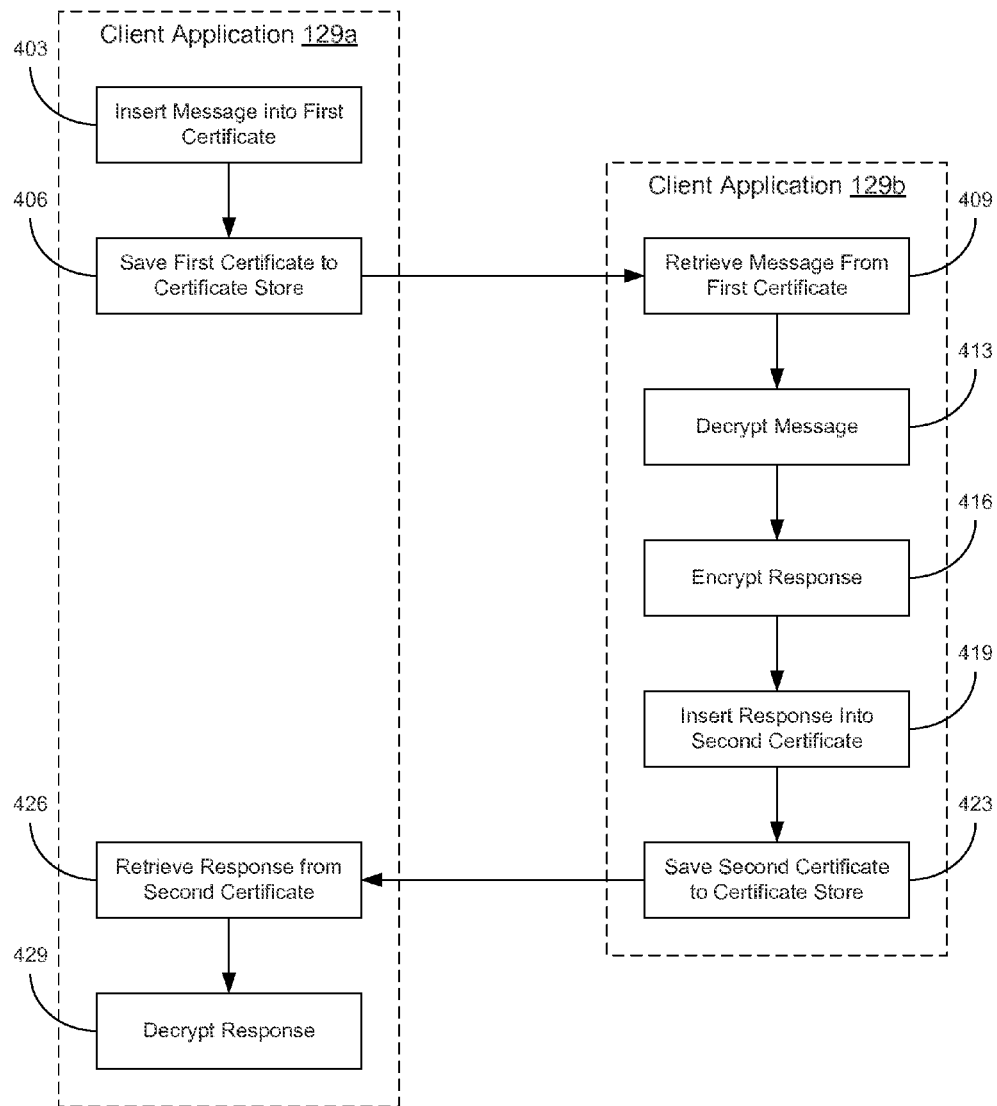 Client Application 129a
403
Insert Message into First
Certificate
406
Save First Certificate to
Certificate Store
Client Application 129b
409
Retrieve Message From
First Certificate
413
Decrypt Message
416
Encrypt Response
419
Insert Response Into
Second Certificate
423
Save Second Certificate
to Certificate Store
426
Retrieve Response from
Second Certificate
429
Decrypt Response